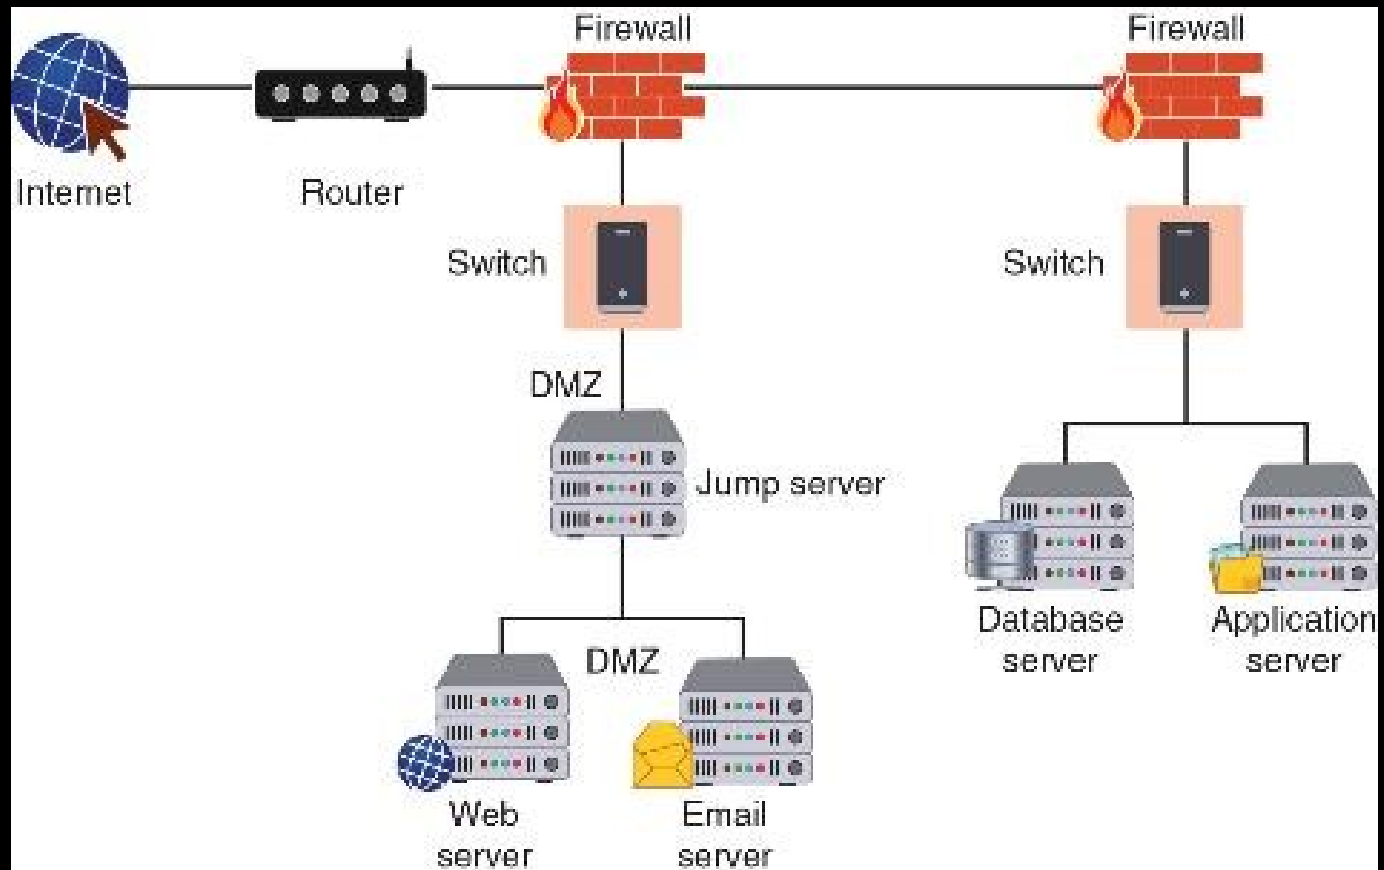 Firewall
Firewall
Internet
Router
Switch
Switch
DMZ
Jump server
Database
server
Application
server
DMZ
Web
server
Email
server